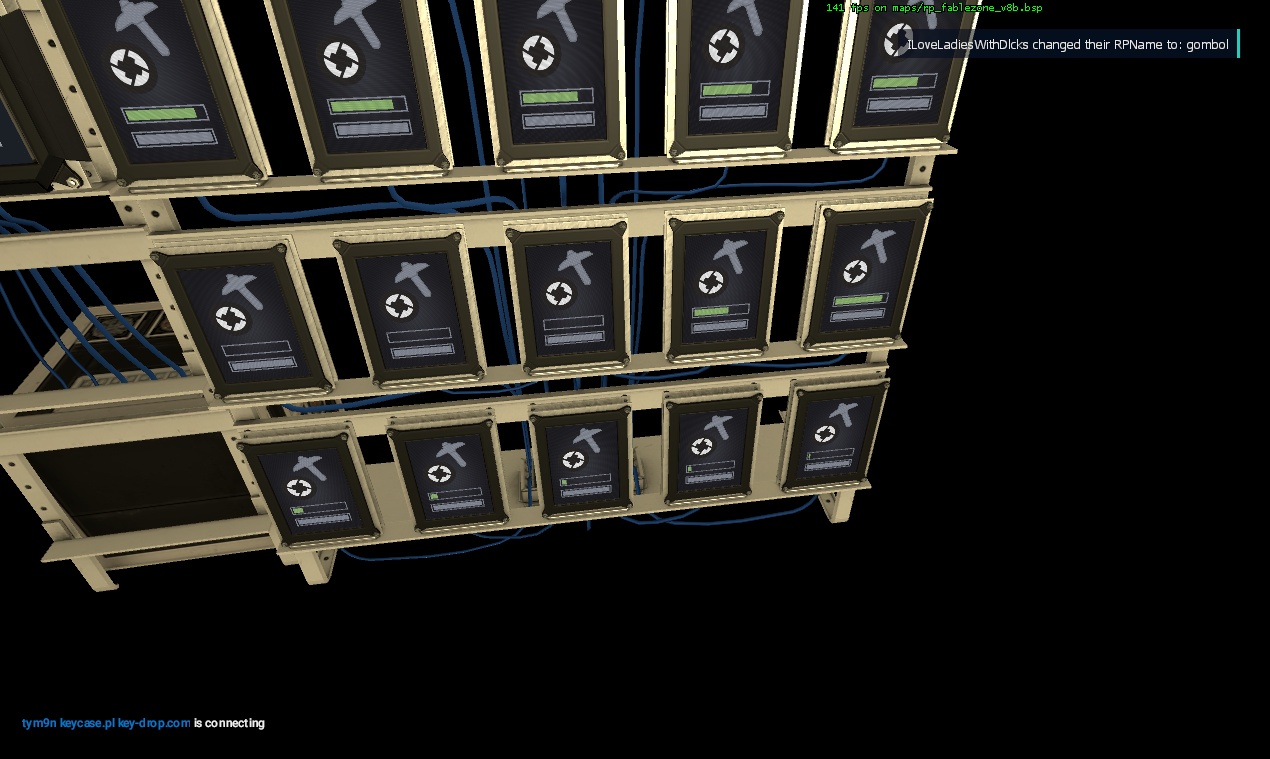 141 fps on maps/rp_fablezone_v8b.bsp
iLoveLadiesWithDlcks changed their RPName to: gombol
tym9n keycase.pl key-drop.com is connecting